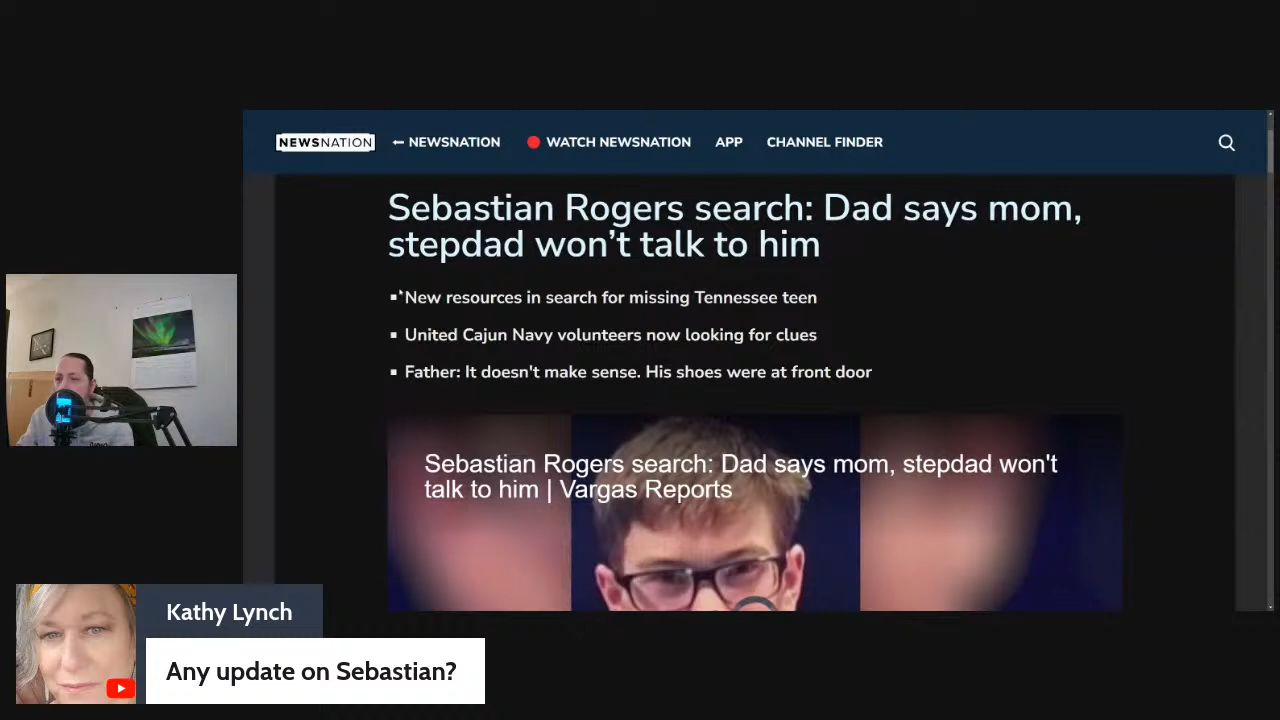 NEWSNATION
NEWSNATION
WATCH NEWSNATION
APP
CHANNEL FINDER
Sebastian Rogers search: Dad says mom,
stepdad won’t talk to him
New resources in search for missing Tennessee teen
United Cajun Navy volunteers now looking for clues
Father: It doesn't make sense. His shoes were at front door
Sebastian Rogers search: Dad says mom, stepdad won't
talk to him | Vargas Reports
Kathy Lynch
Any update on Sebastian?